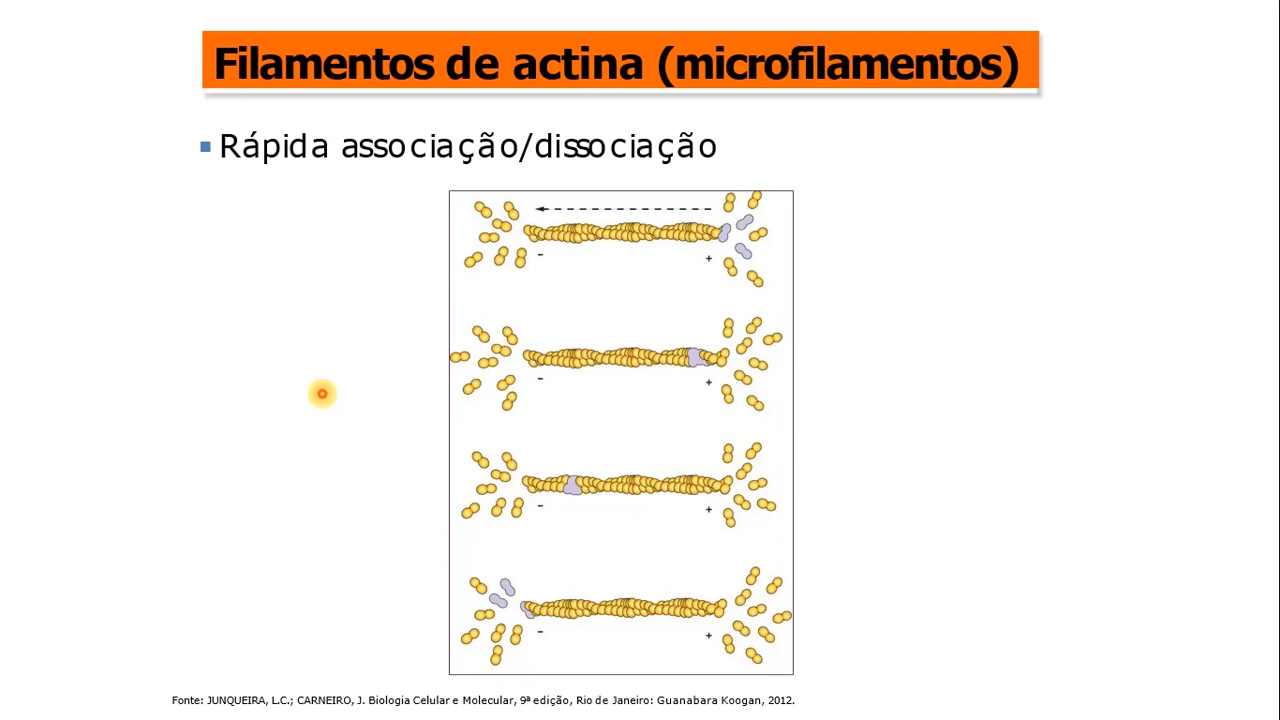 Filamentos de actina (microfilamentos)
Rápida associação/dissociação
- +
- +
- +
- +
Fonte: JUNQUEIRA, L.C.; CARNEIRO, J. Biologia Celular e Molecular, 9ª edição, Rio de Janeiro: Guanabara Koogan, 2012.